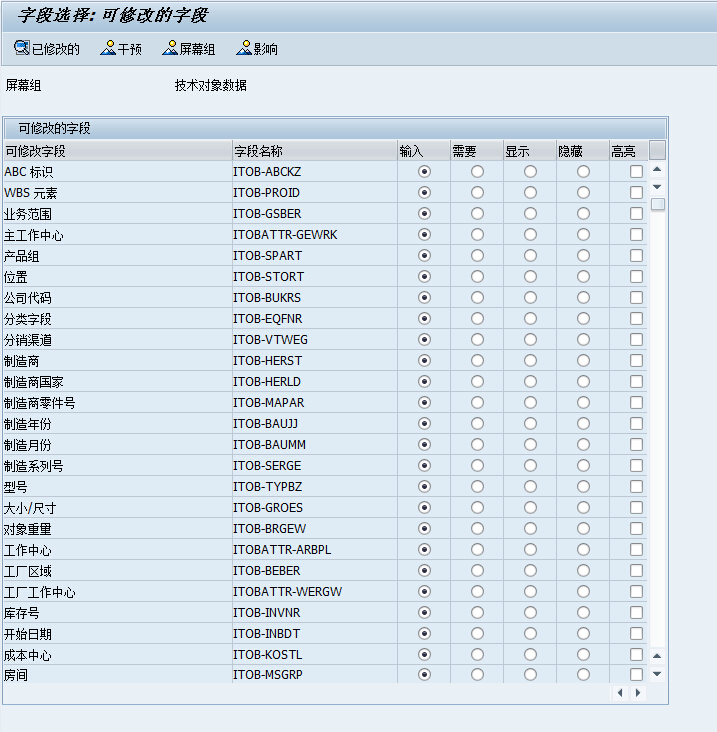 字段选择: 可修改的字段
已修改的 干预 屏幕组 影响
屏幕组 技术对象数据
可修改的字段
可修改字段 字段名称 输入 需要 显示 隐藏 高亮
ABC 标识 ITOB-ABCKZ
WBS 元素 ITOB-PROID
业务范围 ITOB-GSBER
主工作中心 ITOBATTR-GEWRK
产品组 ITOB-SPART
位置 ITOB-STORT
公司代码 ITOB-BUKRS
分类字段 ITOB-EQFNR
分销渠道 ITOB-VTWEG
制造商 ITOB-HERST
制造商国家 ITOB-HERLD
制造商零件号 ITOB-MAPAR
制造年份 ITOB-BAUJJ
制造月份 ITOB-BAUMM
制造系列号 ITOB-SERGE
型号 ITOB-TYPBZ
大小/尺寸 ITOB-GROES
对象重量 ITOB-BRGEW
工作中心 ITOBATTR-ARBPL
工厂区域 ITOB-BEBER
工厂工作中心 ITOBATTR-WERGW
库存号 ITOB-INVNR
开始日期 ITOB-INBDT
成本中心 ITOB-KOSTL
房间 ITOB-MSGRP